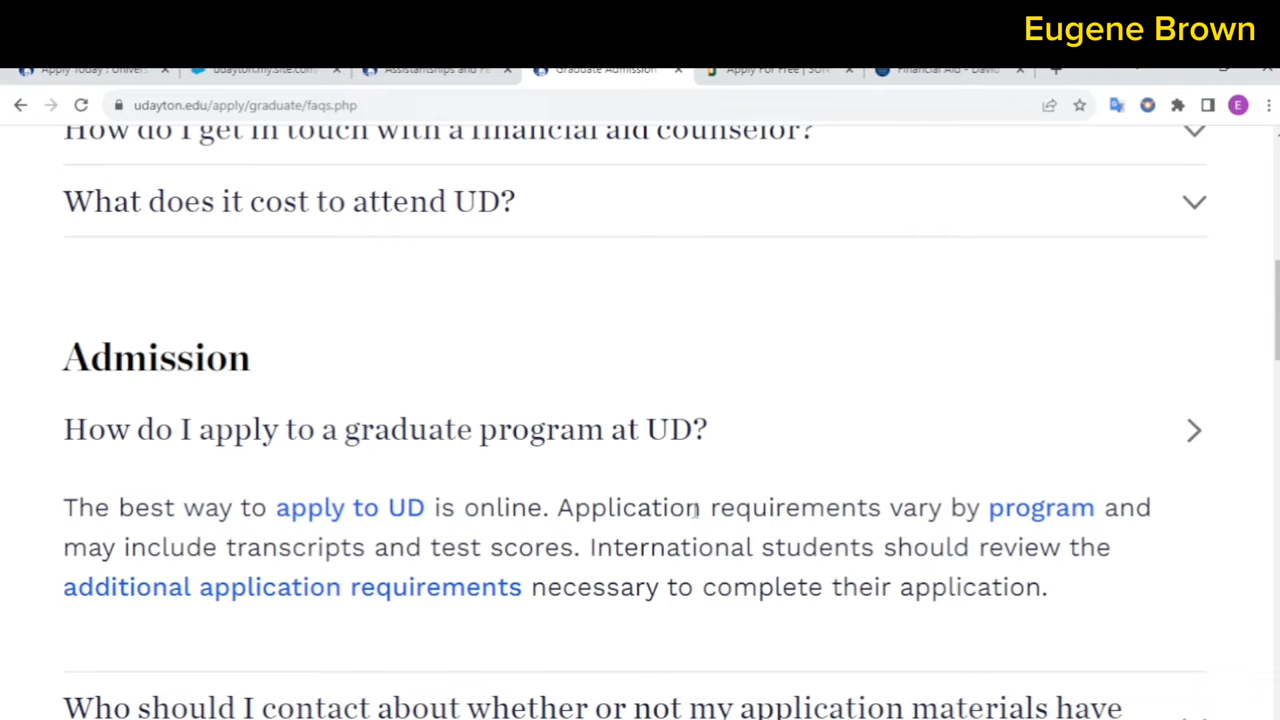 Eugene Brown
Apply Today : Univers
udayton.my.site.com
Assistantships and Fe
Graduate Admission
Apply For Free | SUN
Financial Aid - David
udayton.edu/apply/graduate/faqs.php
E
How do I get in touch with a financial aid counselor?
What does it cost to attend UD?
Admission
How do I apply to a graduate program at UD?
The best way to apply to UD is online. Application requirements vary by program and
may include transcripts and test scores. International students should review the
additional application requirements necessary to complete their application.
Who should I contact about whether or not my application materials have